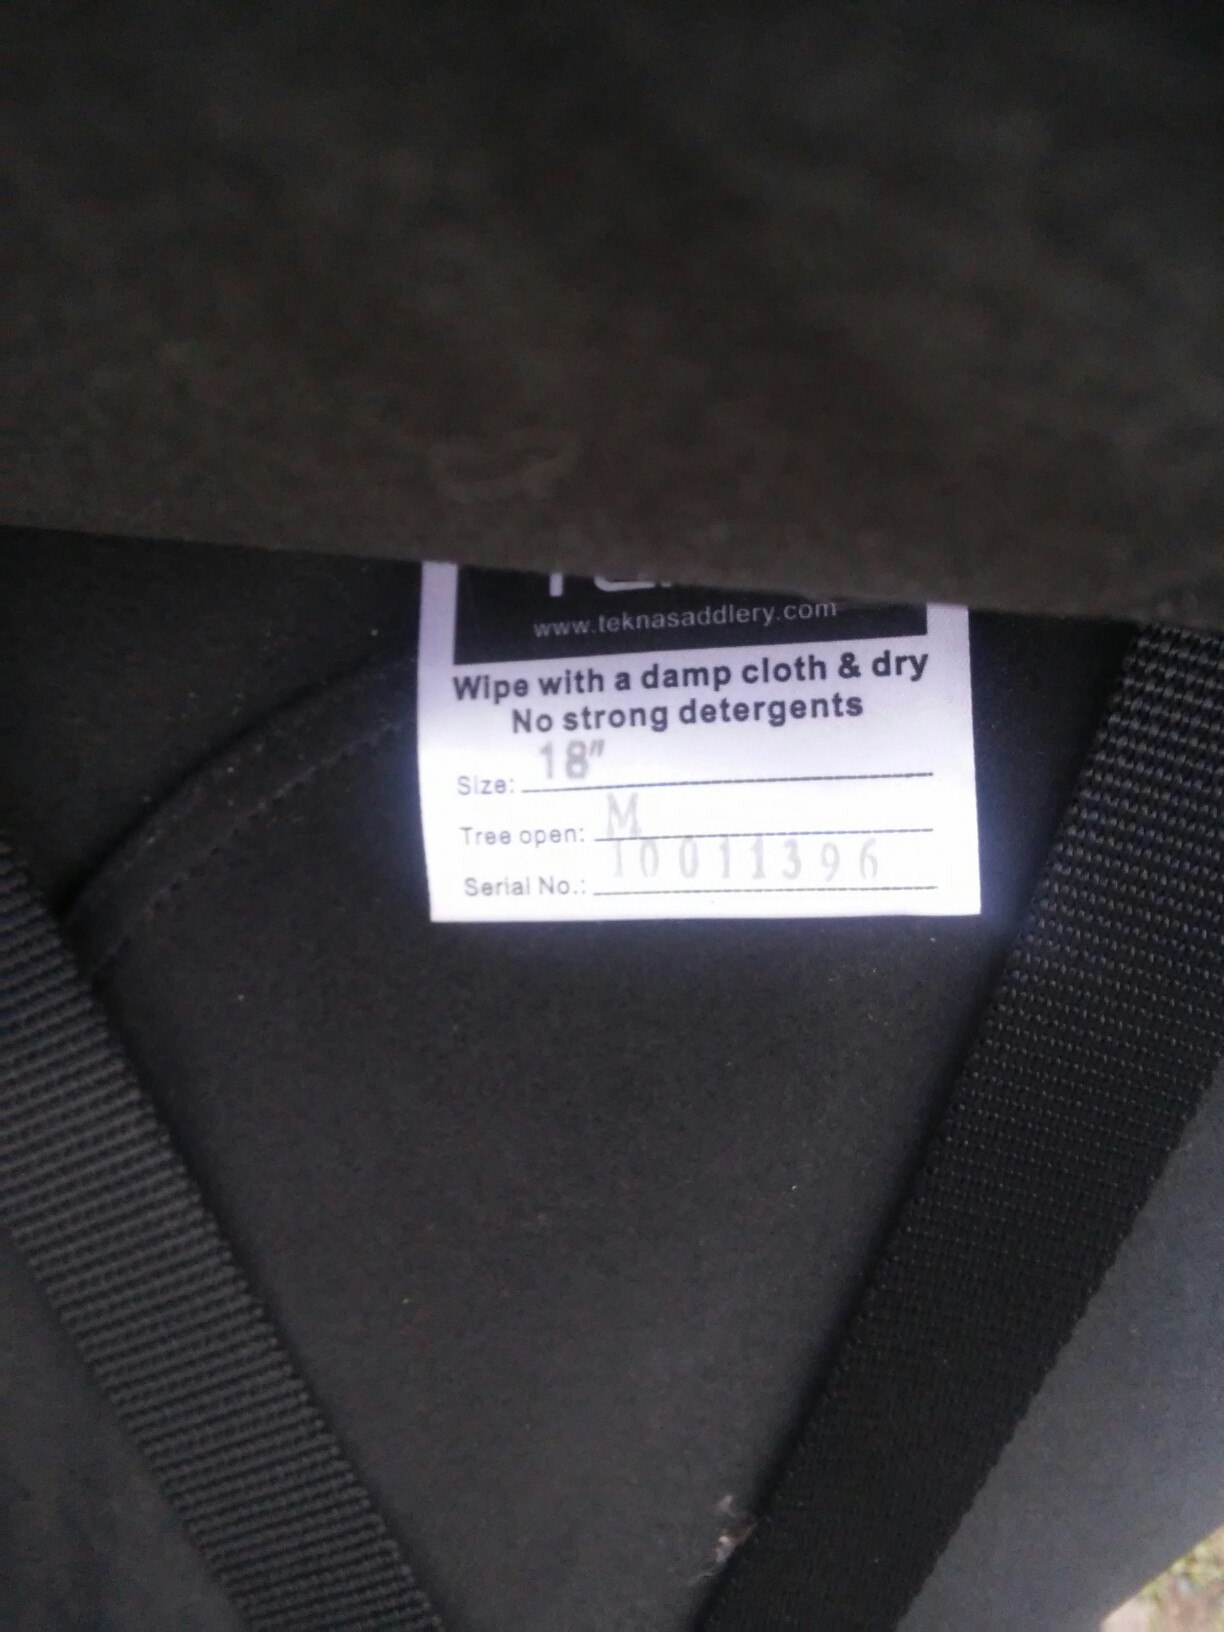 www.teknasaddlery.com
Wipe with a damp cloth & dry
No strong detergents
Size: 18"
Tree open: M
Serial No.: 10011396